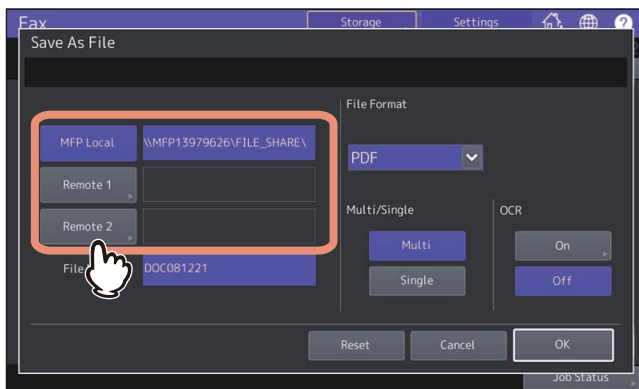 Fax
Storage
Settings
Save As File
File Format
MFP Local
\\MFP13979626\FILE_SHARE\
PDF
Remote 1
Remote 2
Multi/Single
OCR
Multi
On
File
DOC081221
Single
Off
Reset
Cancel
OK
Job Status